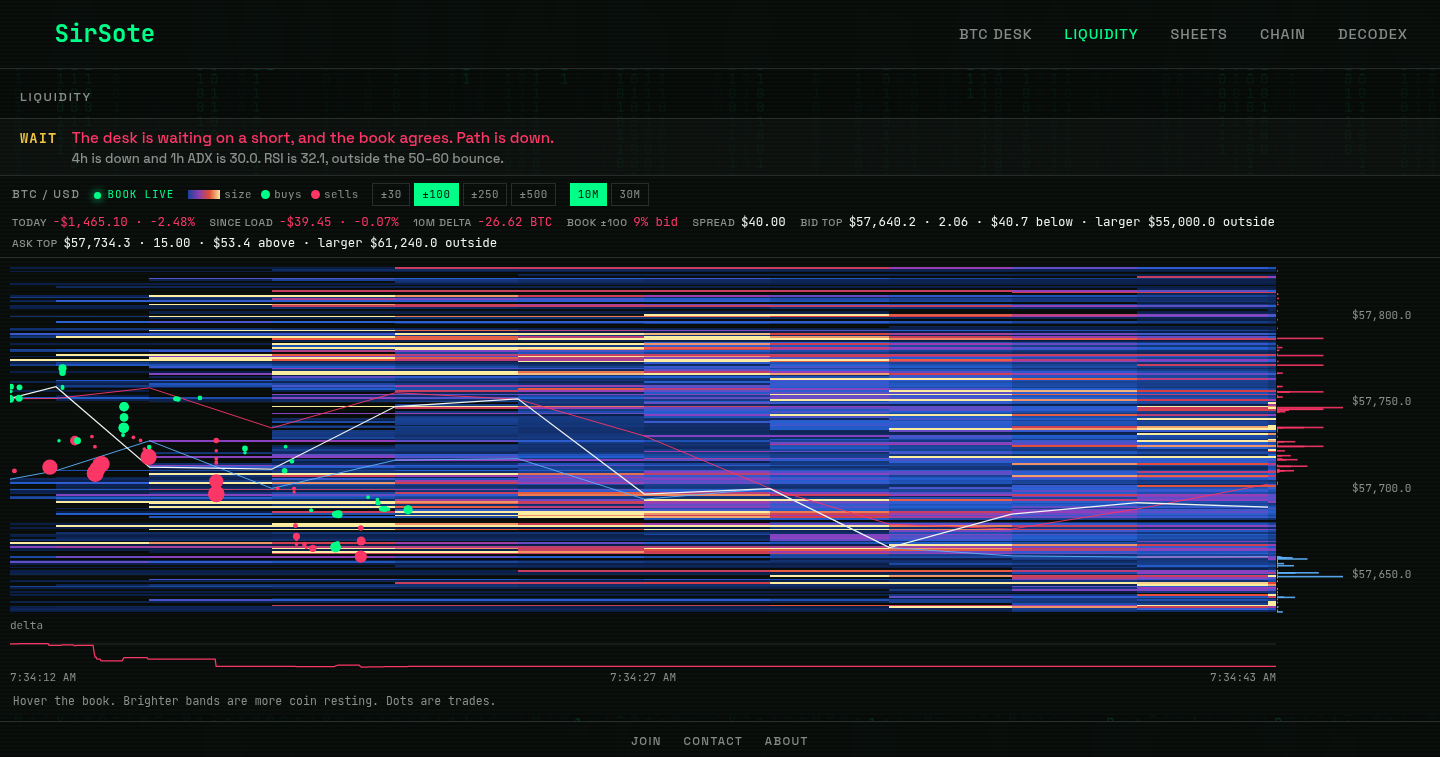 SirSote
BTC DESK LIQUIDITY SHEETS CHAIN DECODEX
LIQUIDITY
WAIT The desk is waiting on a short, and the book agrees. Path is down.
4h is down and 1h ADX is 30.0. RSI is 32.1, outside the 50–60 bounce.
BTC / USD BOOK LIVE size buys sells ±30 ±100 ±250 ±500 10M 30M
TODAY -$1,465.10 · -2.48% SINCE LOAD -$39.45 · -0.07% 10M DELTA -26.62 BTC BOOK ±100 9% bid SPREAD $40.00 BID TOP $57,640.2 · 2.06 · $40.7 below · larger $55,000.0 outside
ASK TOP $57,734.3 · 15.00 · $53.4 above · larger $61,240.0 outside
$57,800.0
$57,750.0
$57,700.0
$57,650.0
delta
7:34:12 AM 7:34:27 AM 7:34:43 AM
Hover the book. Brighter bands are more coin resting. Dots are trades.
JOIN CONTACT ABOUT